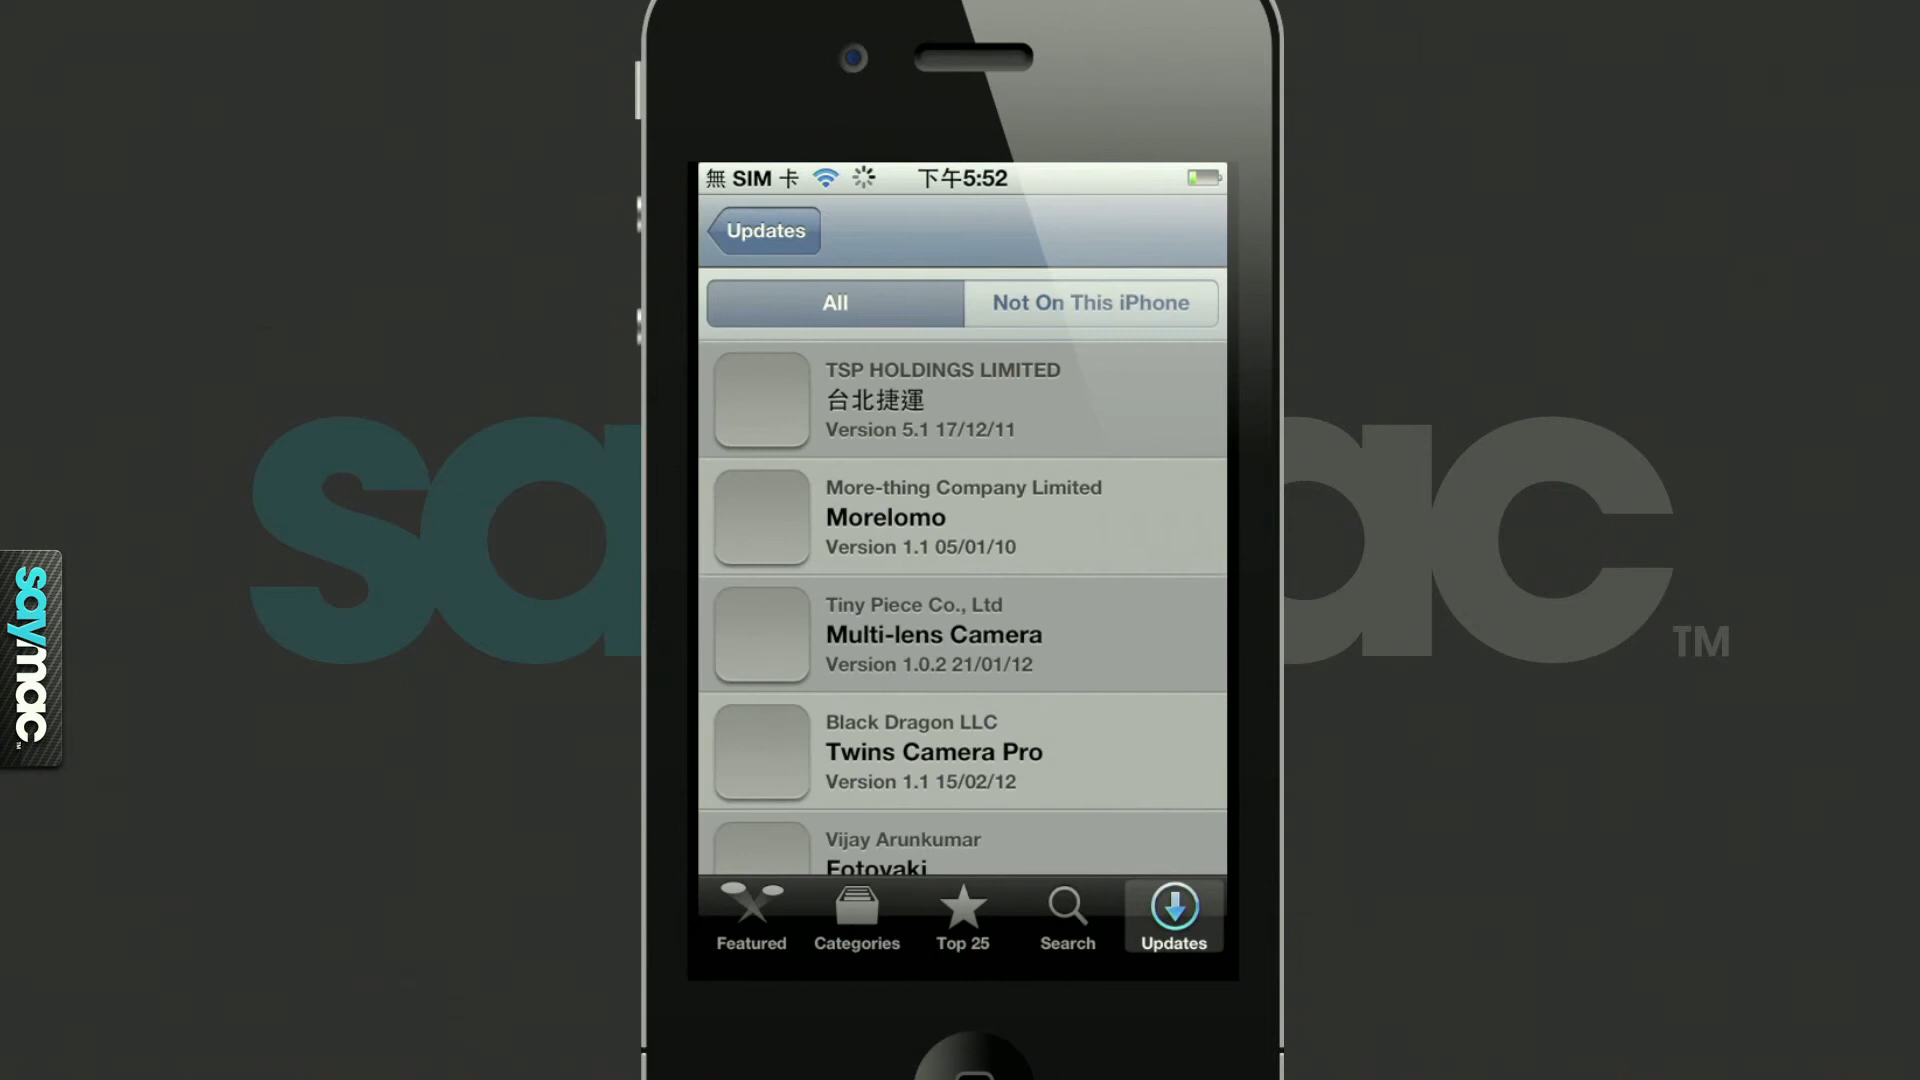 無 SIM 卡
下午5:52
Updates
All
Not On This iPhone
TSP HOLDINGS LIMITED
台北捷運
Version 5.1 17/12/11
More-thing Company Limited
Morelomo
Version 1.1 05/01/10
Tiny Piece Co., Ltd
Multi-lens Camera
Version 1.0.2 21/01/12
Black Dragon LLC
Twins Camera Pro
Version 1.1 15/02/12
Vijay Arunkumar
Fotoyaki
Featured
Categories
Top 25
Search
Updates
saymac™
sa ac™